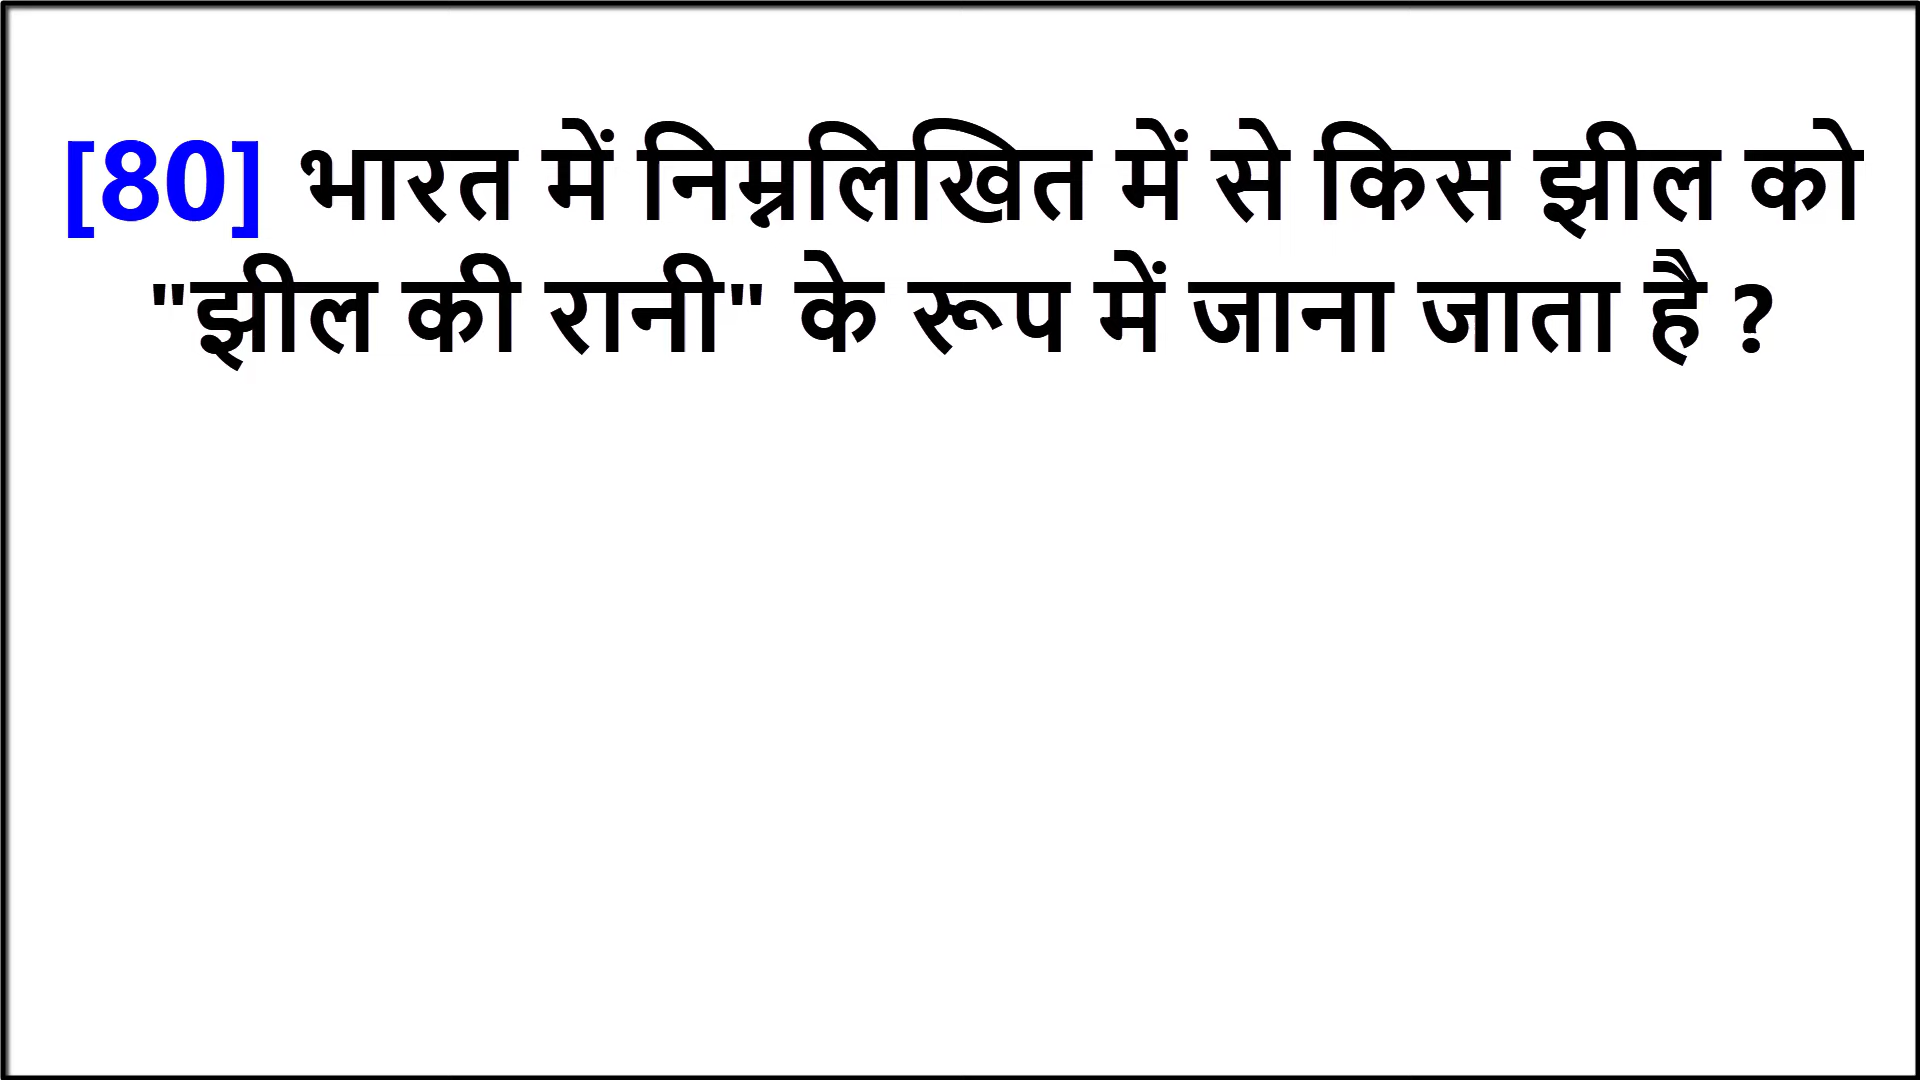 [80] भारत में निम्नलिखित में से किस झील को
"झील की रानी" के रूप में जाना जाता है ?